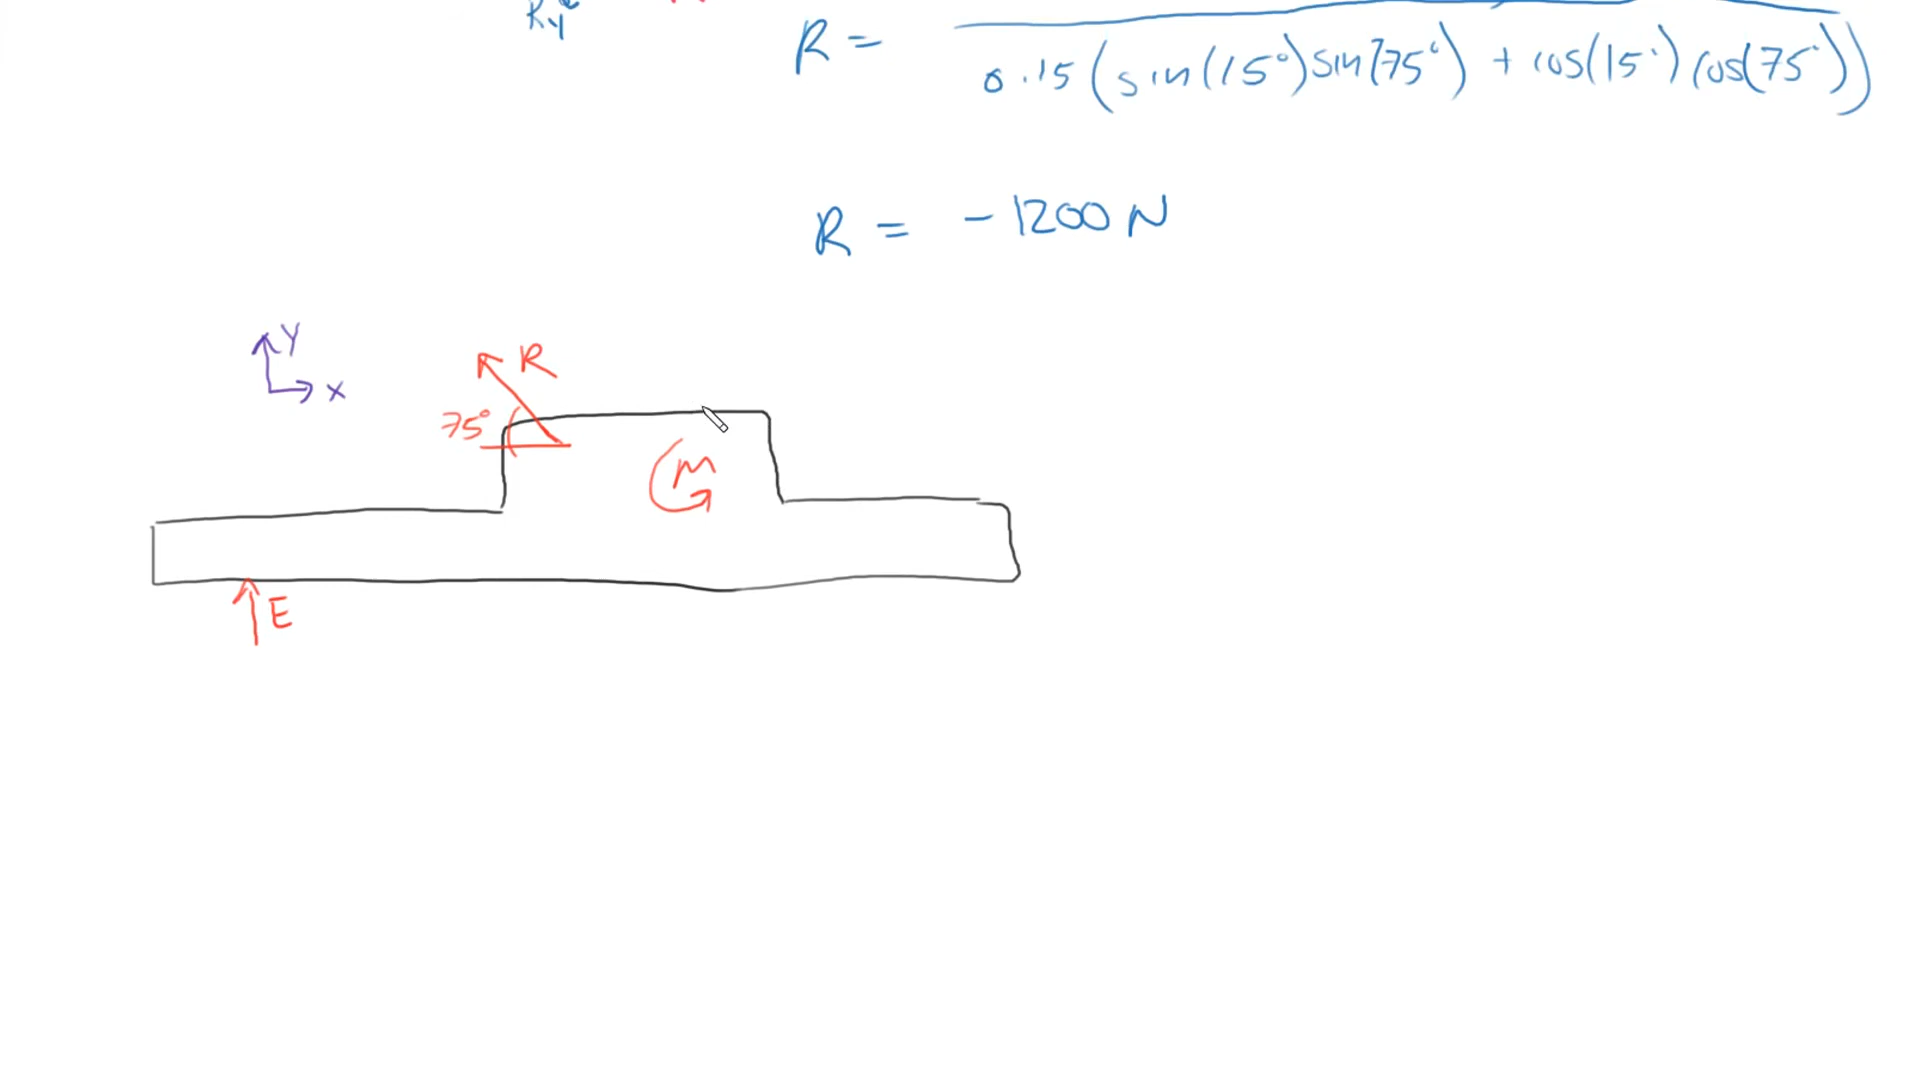 Ry
R =
0.15 (sin(15°) sin(75°) + cos(15°) cos(75°))
R = - 1200 N
Y
R
x
75°
M
E